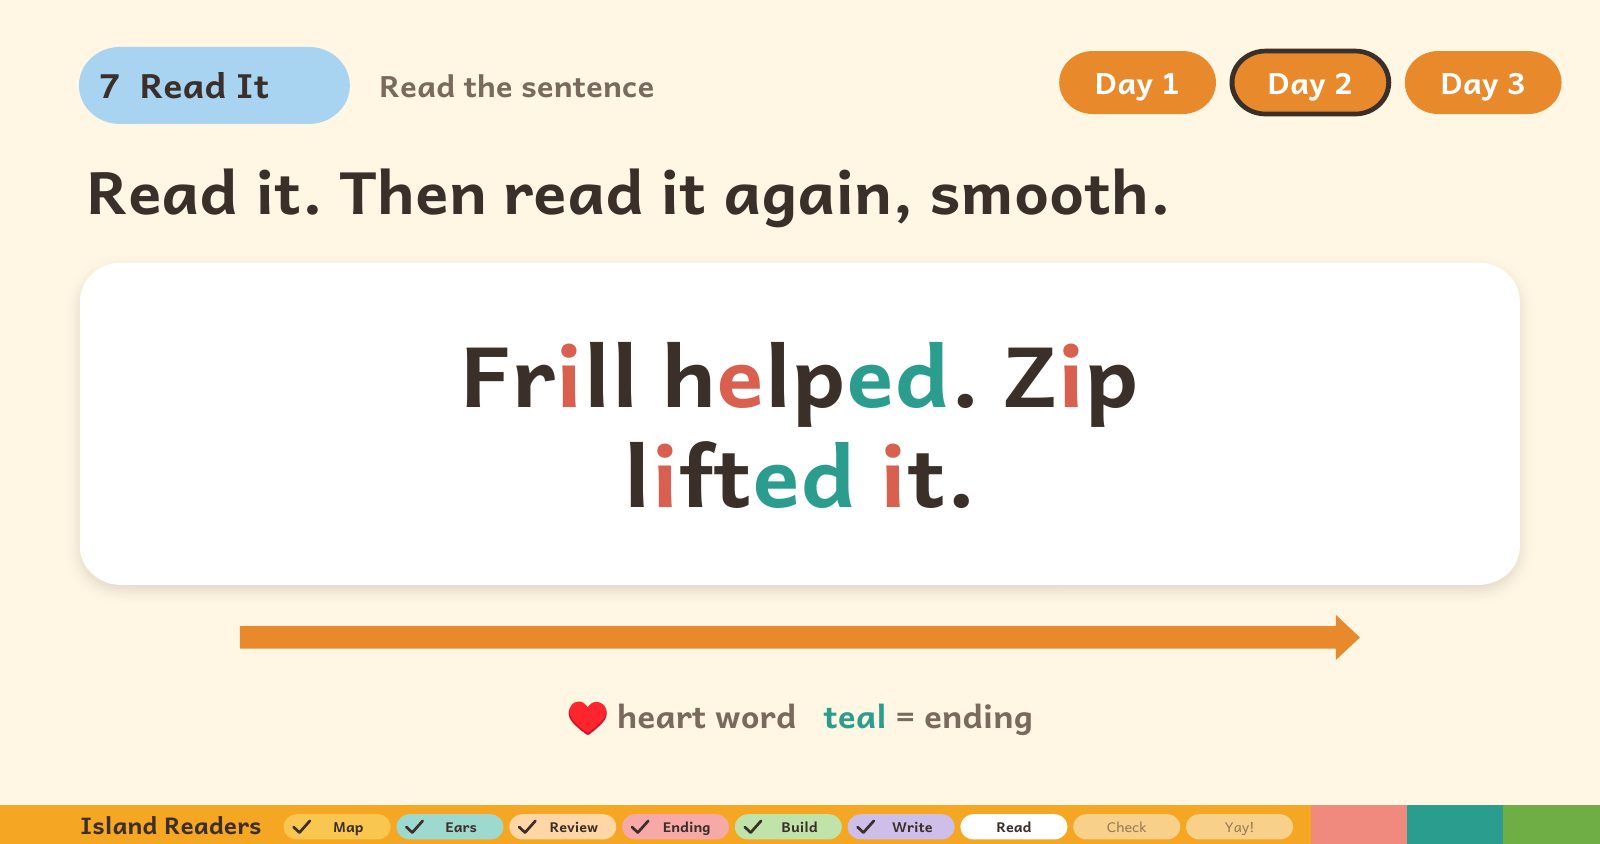 7 Read It
Read the sentence
Day 1
Day 2
Day 3
Read it. Then read it again, smooth.
Frill helped. Zip
lifted it.
heart word teal = ending
Island Readers
Map
Ears
Review
Ending
Build
Write
Read
Check
Yay!